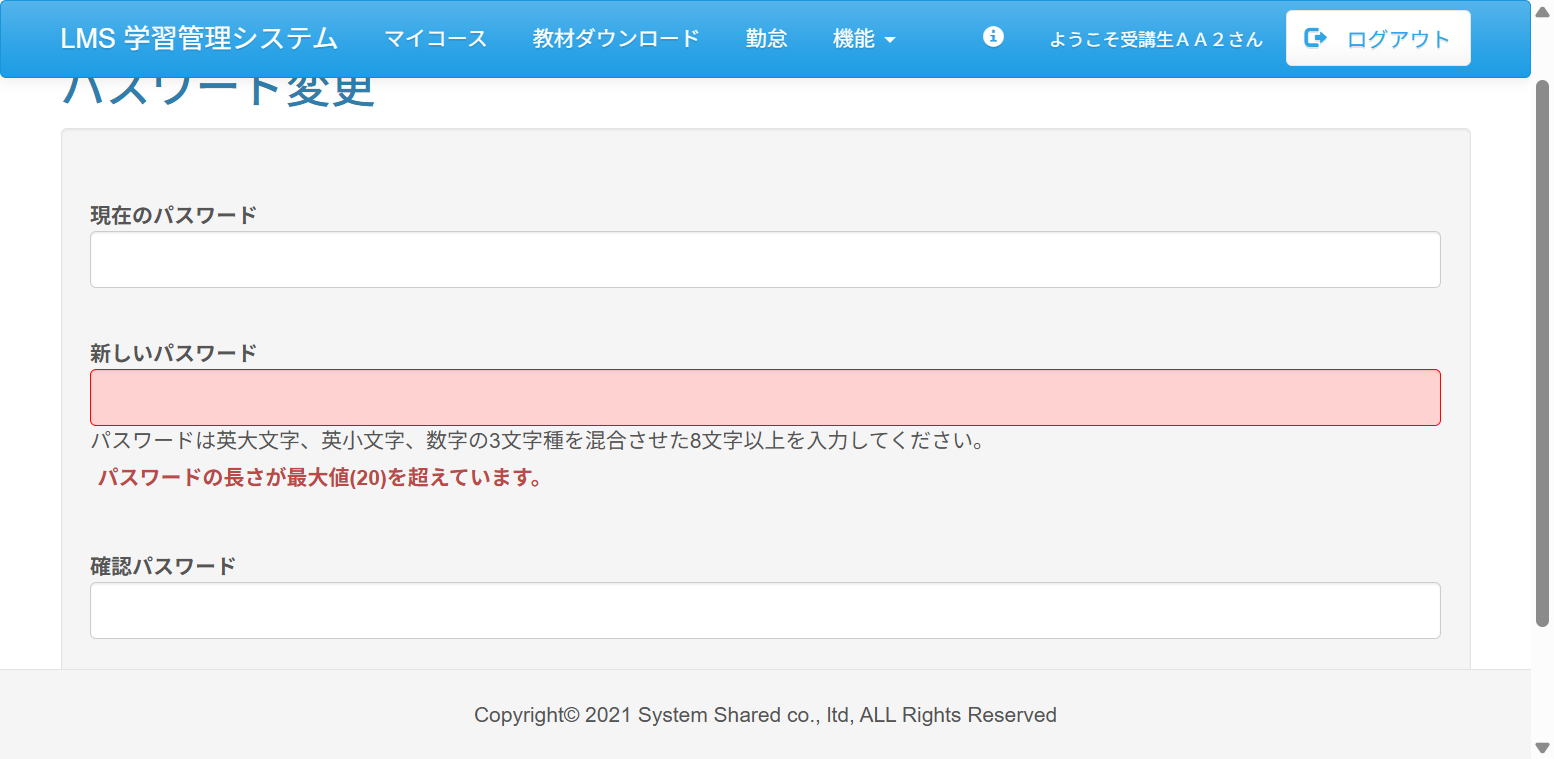 LMS 学習管理システム マイコース 教材ダウンロード 勤怠 機能 ようこそ受講生ＡＡ２さん ログアウト
パスワード変更
現在のパスワード
新しいパスワード
パスワードは英大文字、英小文字、数字の3文字種を混合させた8文字以上を入力してください。
パスワードの長さが最大値(20)を超えています。
確認パスワード
Copyright© 2021 System Shared co., ltd, ALL Rights Reserved